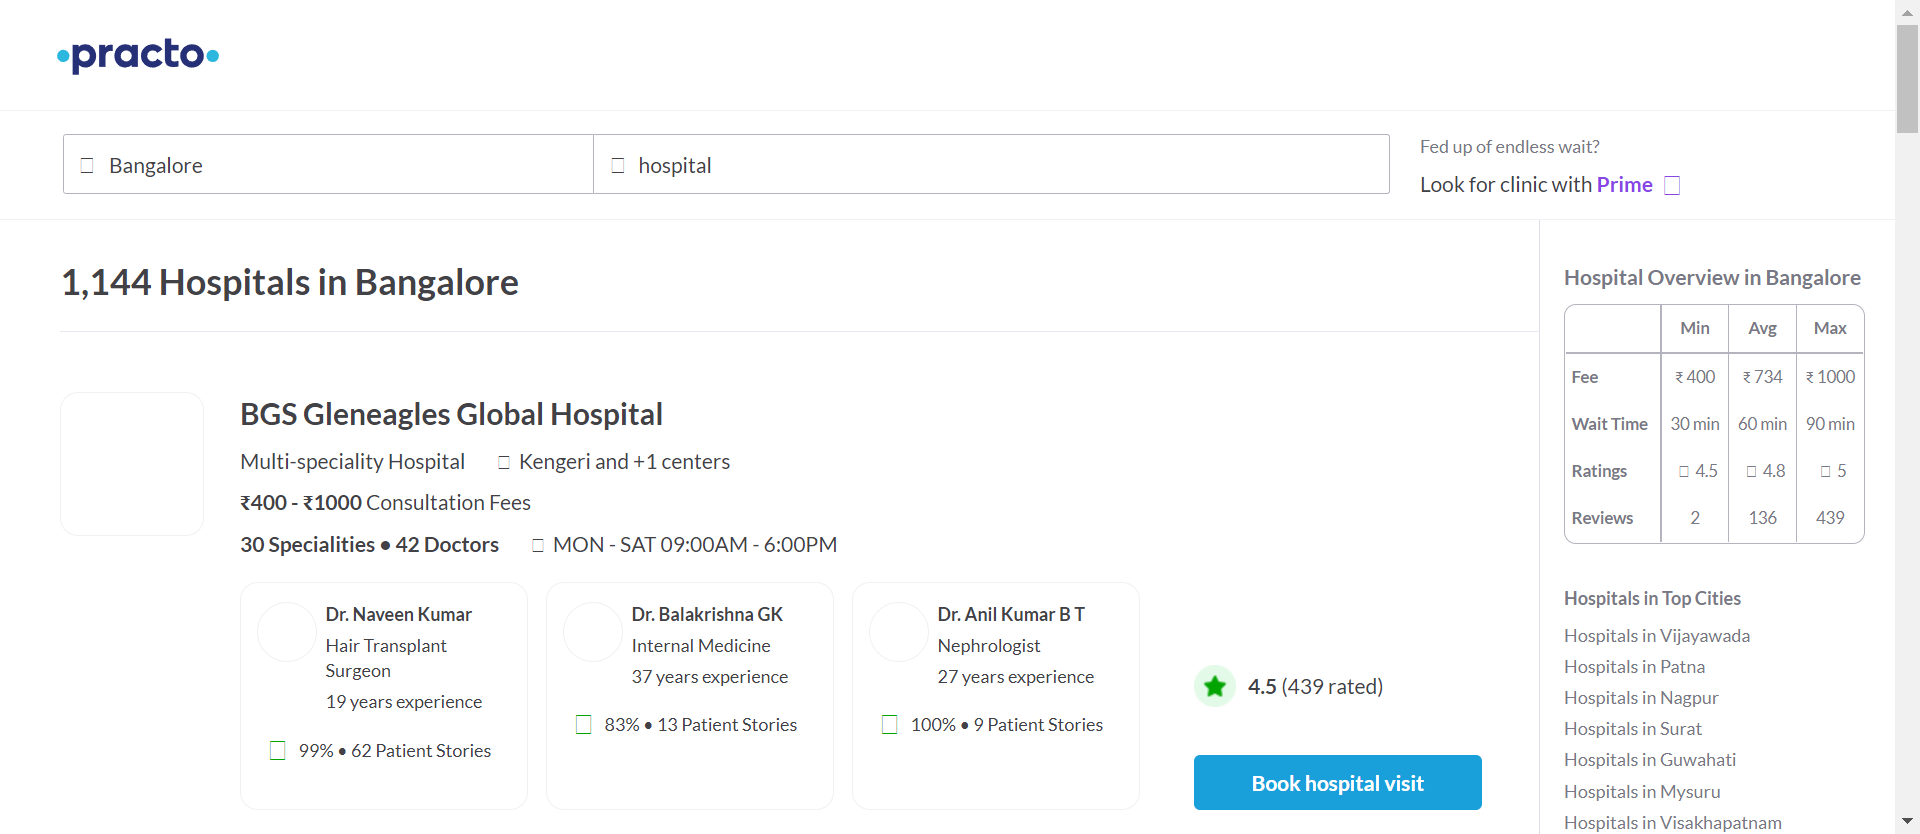 practo
Bangalore
hospital
Fed up of endless wait?
Look for clinic with Prime
1,144 Hospitals in Bangalore
BGS Gleneagles Global Hospital
Multi-speciality Hospital Kengeri and +1 centers
₹400 - ₹1000 Consultation Fees
30 Specialities • 42 Doctors MON - SAT 09:00AM - 6:00PM
Dr. Naveen Kumar
Hair Transplant
Surgeon
19 years experience
99% • 62 Patient Stories
Dr. Balakrishna GK
Internal Medicine
37 years experience
83% • 13 Patient Stories
Dr. Anil Kumar B T
Nephrologist
27 years experience
100% • 9 Patient Stories
4.5 (439 rated)
Book hospital visit
Hospital Overview in Bangalore
Min Avg Max
Fee ₹ 400 ₹ 734 ₹ 1000
Wait Time 30 min 60 min 90 min
Ratings 4.5 4.8 5
Reviews 2 136 439
Hospitals in Top Cities
Hospitals in Vijayawada
Hospitals in Patna
Hospitals in Nagpur
Hospitals in Surat
Hospitals in Guwahati
Hospitals in Mysuru
Hospitals in Visakhapatnam